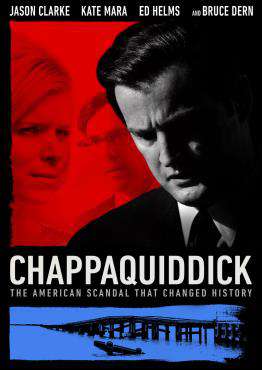 JASON CLARKE KATE MARA ED HELMS AND BRUCE DERN
CHAPPAQUIDDICK
THE AMERICAN SCANDAL THAT CHANGED HISTORY